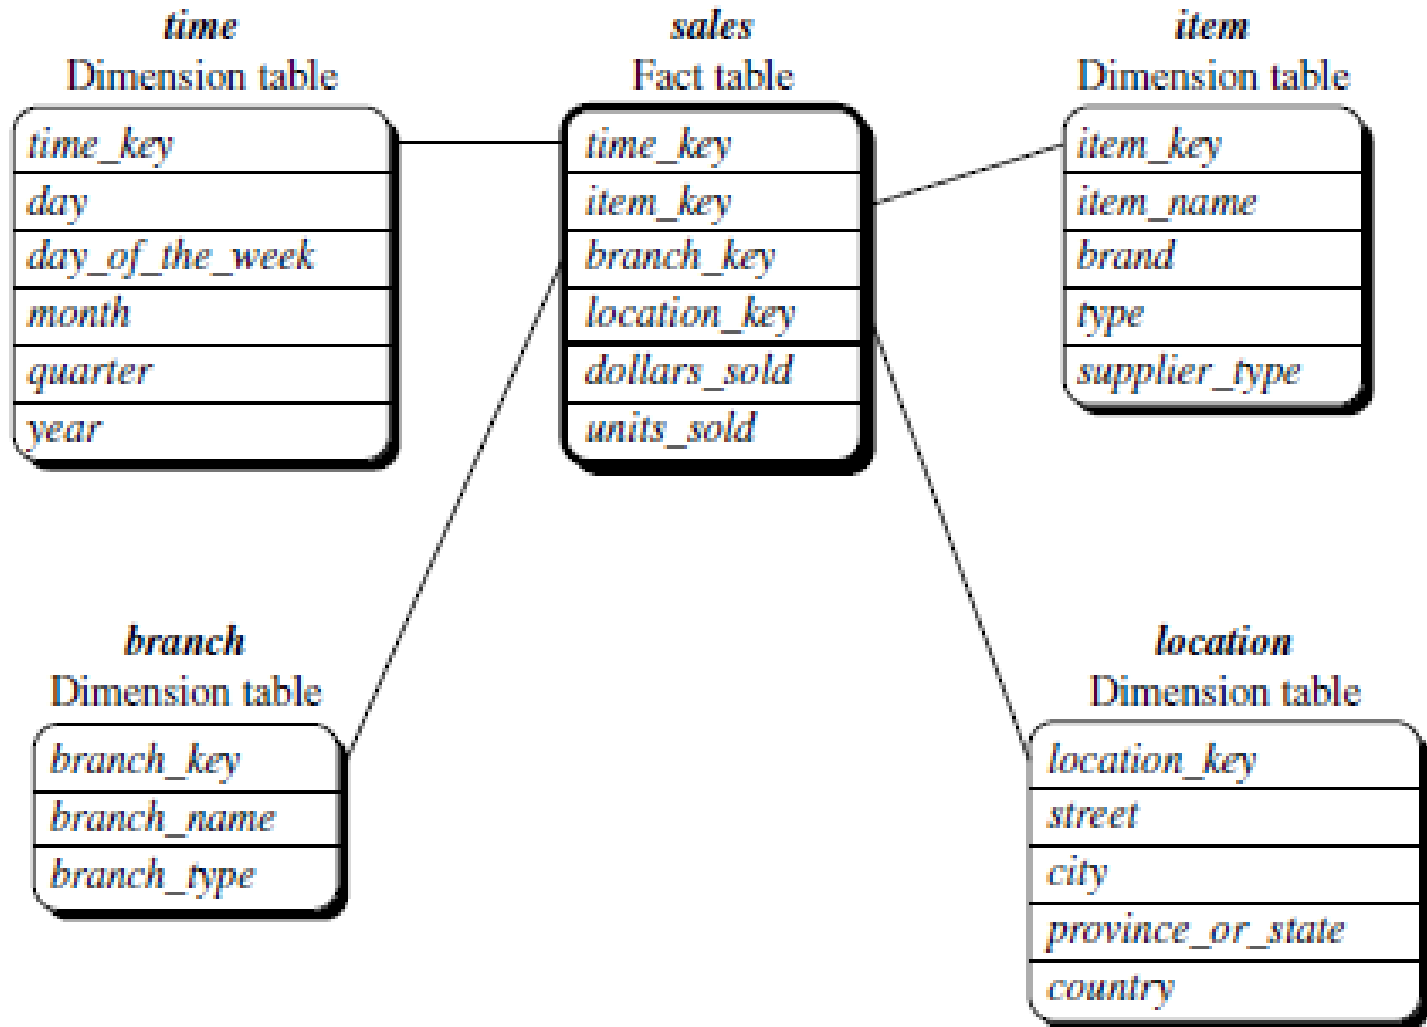 time
Dimension table
time_key
day
day_of_the_week
month
quarter
year
sales
Fact table
time_key
item_key
branch_key
location_key
dollars_sold
units_sold
item
Dimension table
item_key
item_name
brand
type
supplier_type
branch
Dimension table
branch_key
branch_name
branch_type
location
Dimension table
location_key
street
city
province_or_state
country